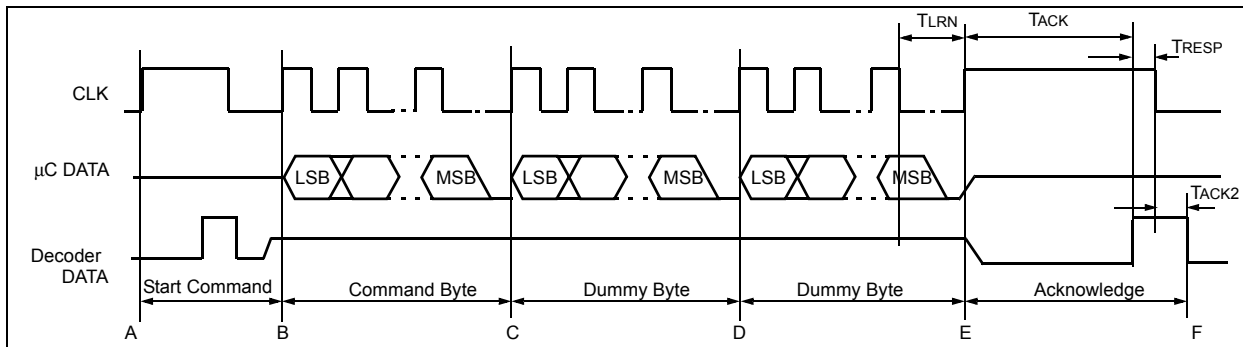 TLRN TACK
TRESP
CLK
µC DATA LSB MSB LSB MSB LSB MSB
TACK2
Decoder
DATA
Start Command Command Byte Dummy Byte Dummy Byte Acknowledge
A B C D E F